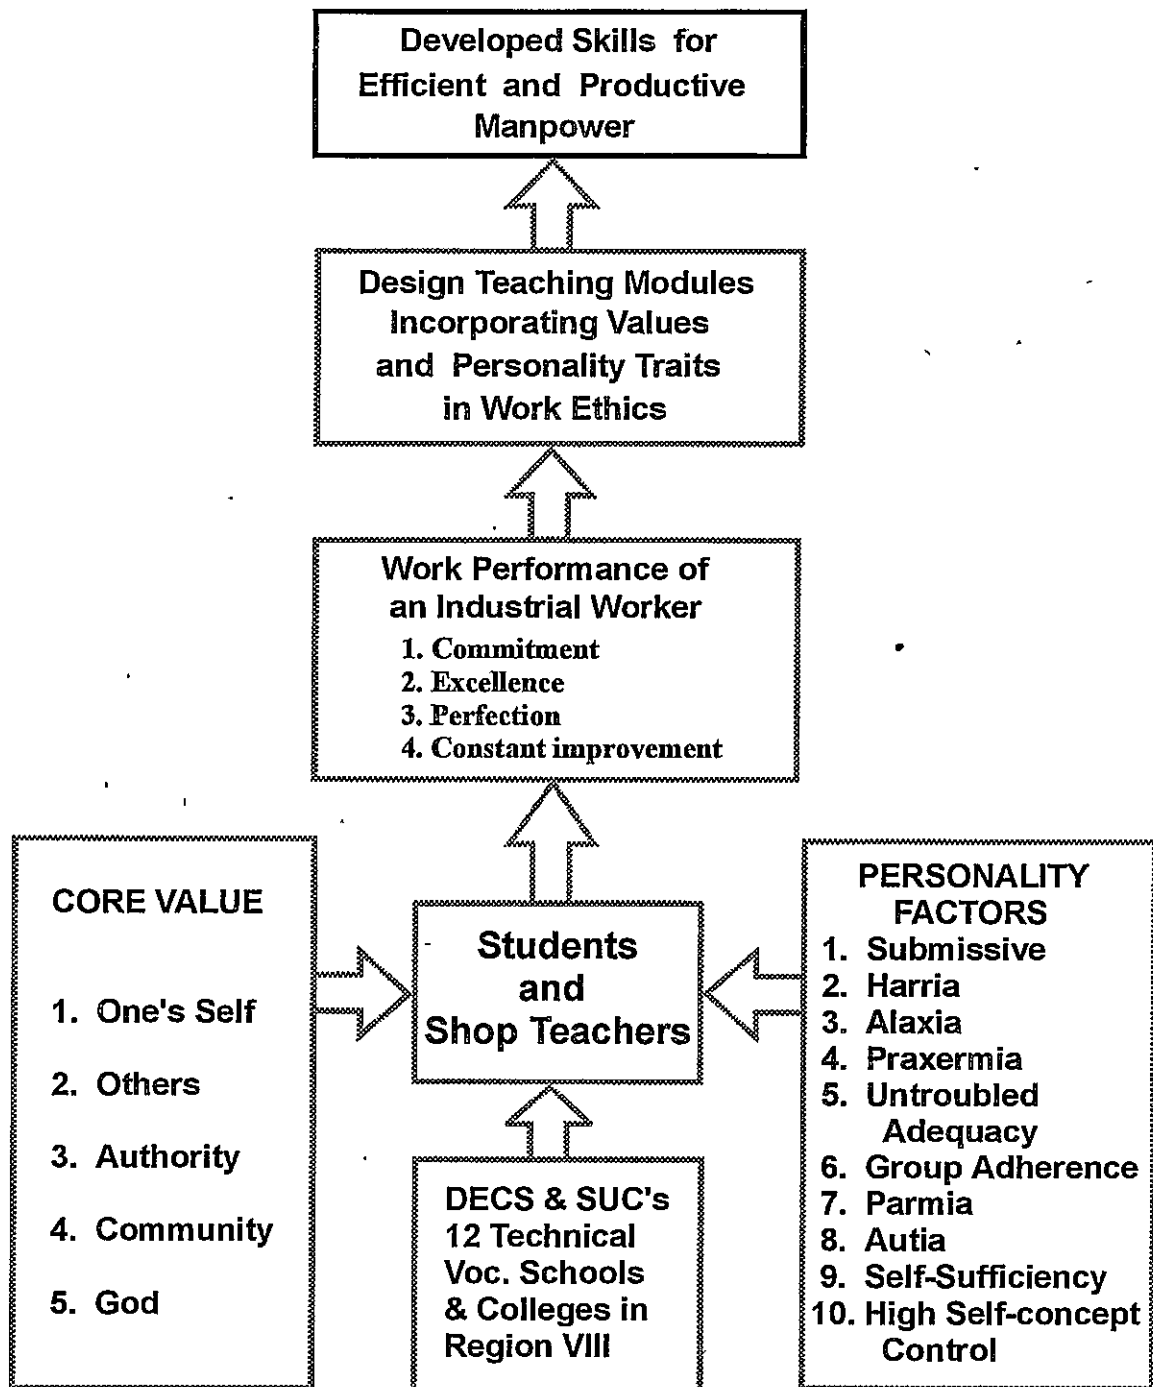 Developed Skills for
Efficient and Productive
Manpower
Design Teaching Modules
Incorporating Values
and Personality Traits
in Work Ethics
Work Performance of
an Industrial Worker
1. Commitment
2. Excellence
3. Perfection
4. Constant improvement
CORE VALUE
1. One's Self
2. Others
3. Authority
4. Community
5. God
Students
and
Shop Teachers
DECS & SUC's
12 Technical
Voc. Schools
& Colleges in
Region VIII
PERSONALITY
FACTORS
1. Submissive
2. Harria
3. Alaxia
4. Praxermia
5. Untroubled
Adequacy
6. Group Adherence
7. Parmia
8. Autia
9. Self-Sufficiency
10. High Self-concept
Control